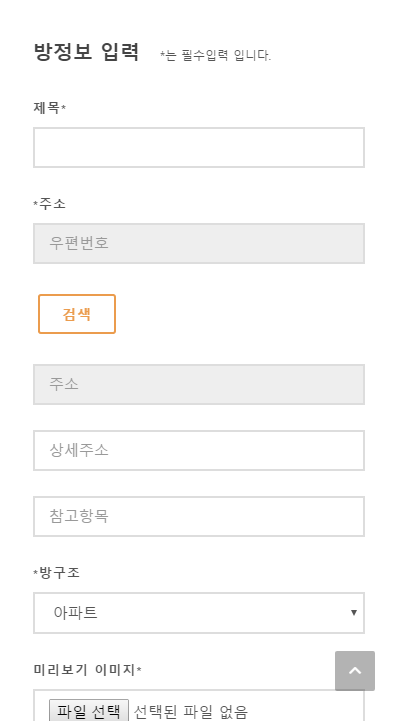 방정보 입력 *는 필수입력 입니다.
제목*
*주소
우편번호
검색
주소
상세주소
참고항목
*방구조
아파트
미리보기 이미지*
파일 선택 선택된 파일 없음